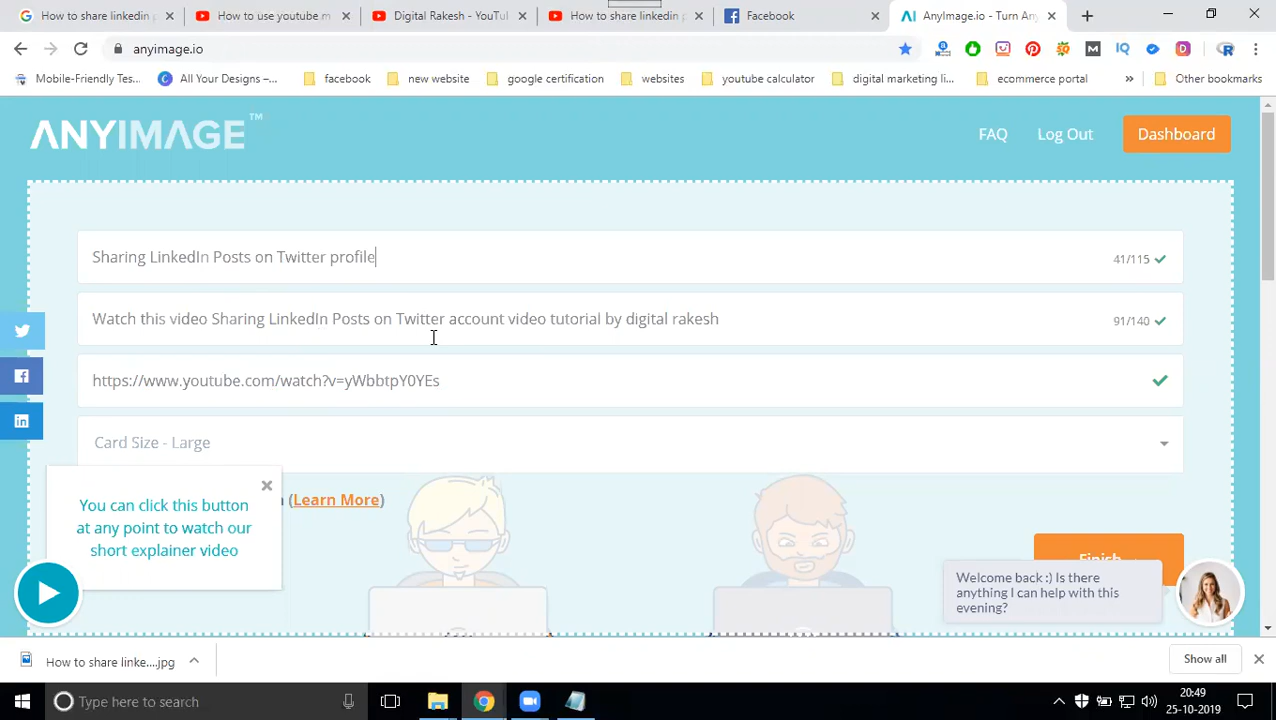 How to share linkedin p
How to use youtube m
Digital Rakesh - YouTu
How to share linkedin p
Facebook
AnyImage.io - Turn An
anyimage.io
Mobile-Friendly Tes...
All Your Designs –...
facebook
new website
google certification
websites
youtube calculator
digital marketing li...
ecommerce portal
Other bookmarks
ANYIMAGE™
FAQ
Log Out
Dashboard
Sharing LinkedIn Posts on Twitter profile
41/115
Watch this video Sharing LinkedIn Posts on Twitter account video tutorial by digital rakesh
91/140
https://www.youtube.com/watch?v=yWbbtpY0YEs
Card Size - Large
(Learn More)
You can click this button
at any point to watch our
short explainer video
Finish
Welcome back :) Is there
anything I can help with this
evening?
How to share linke....jpg
Show all
Type here to search
20:49
25-10-2019